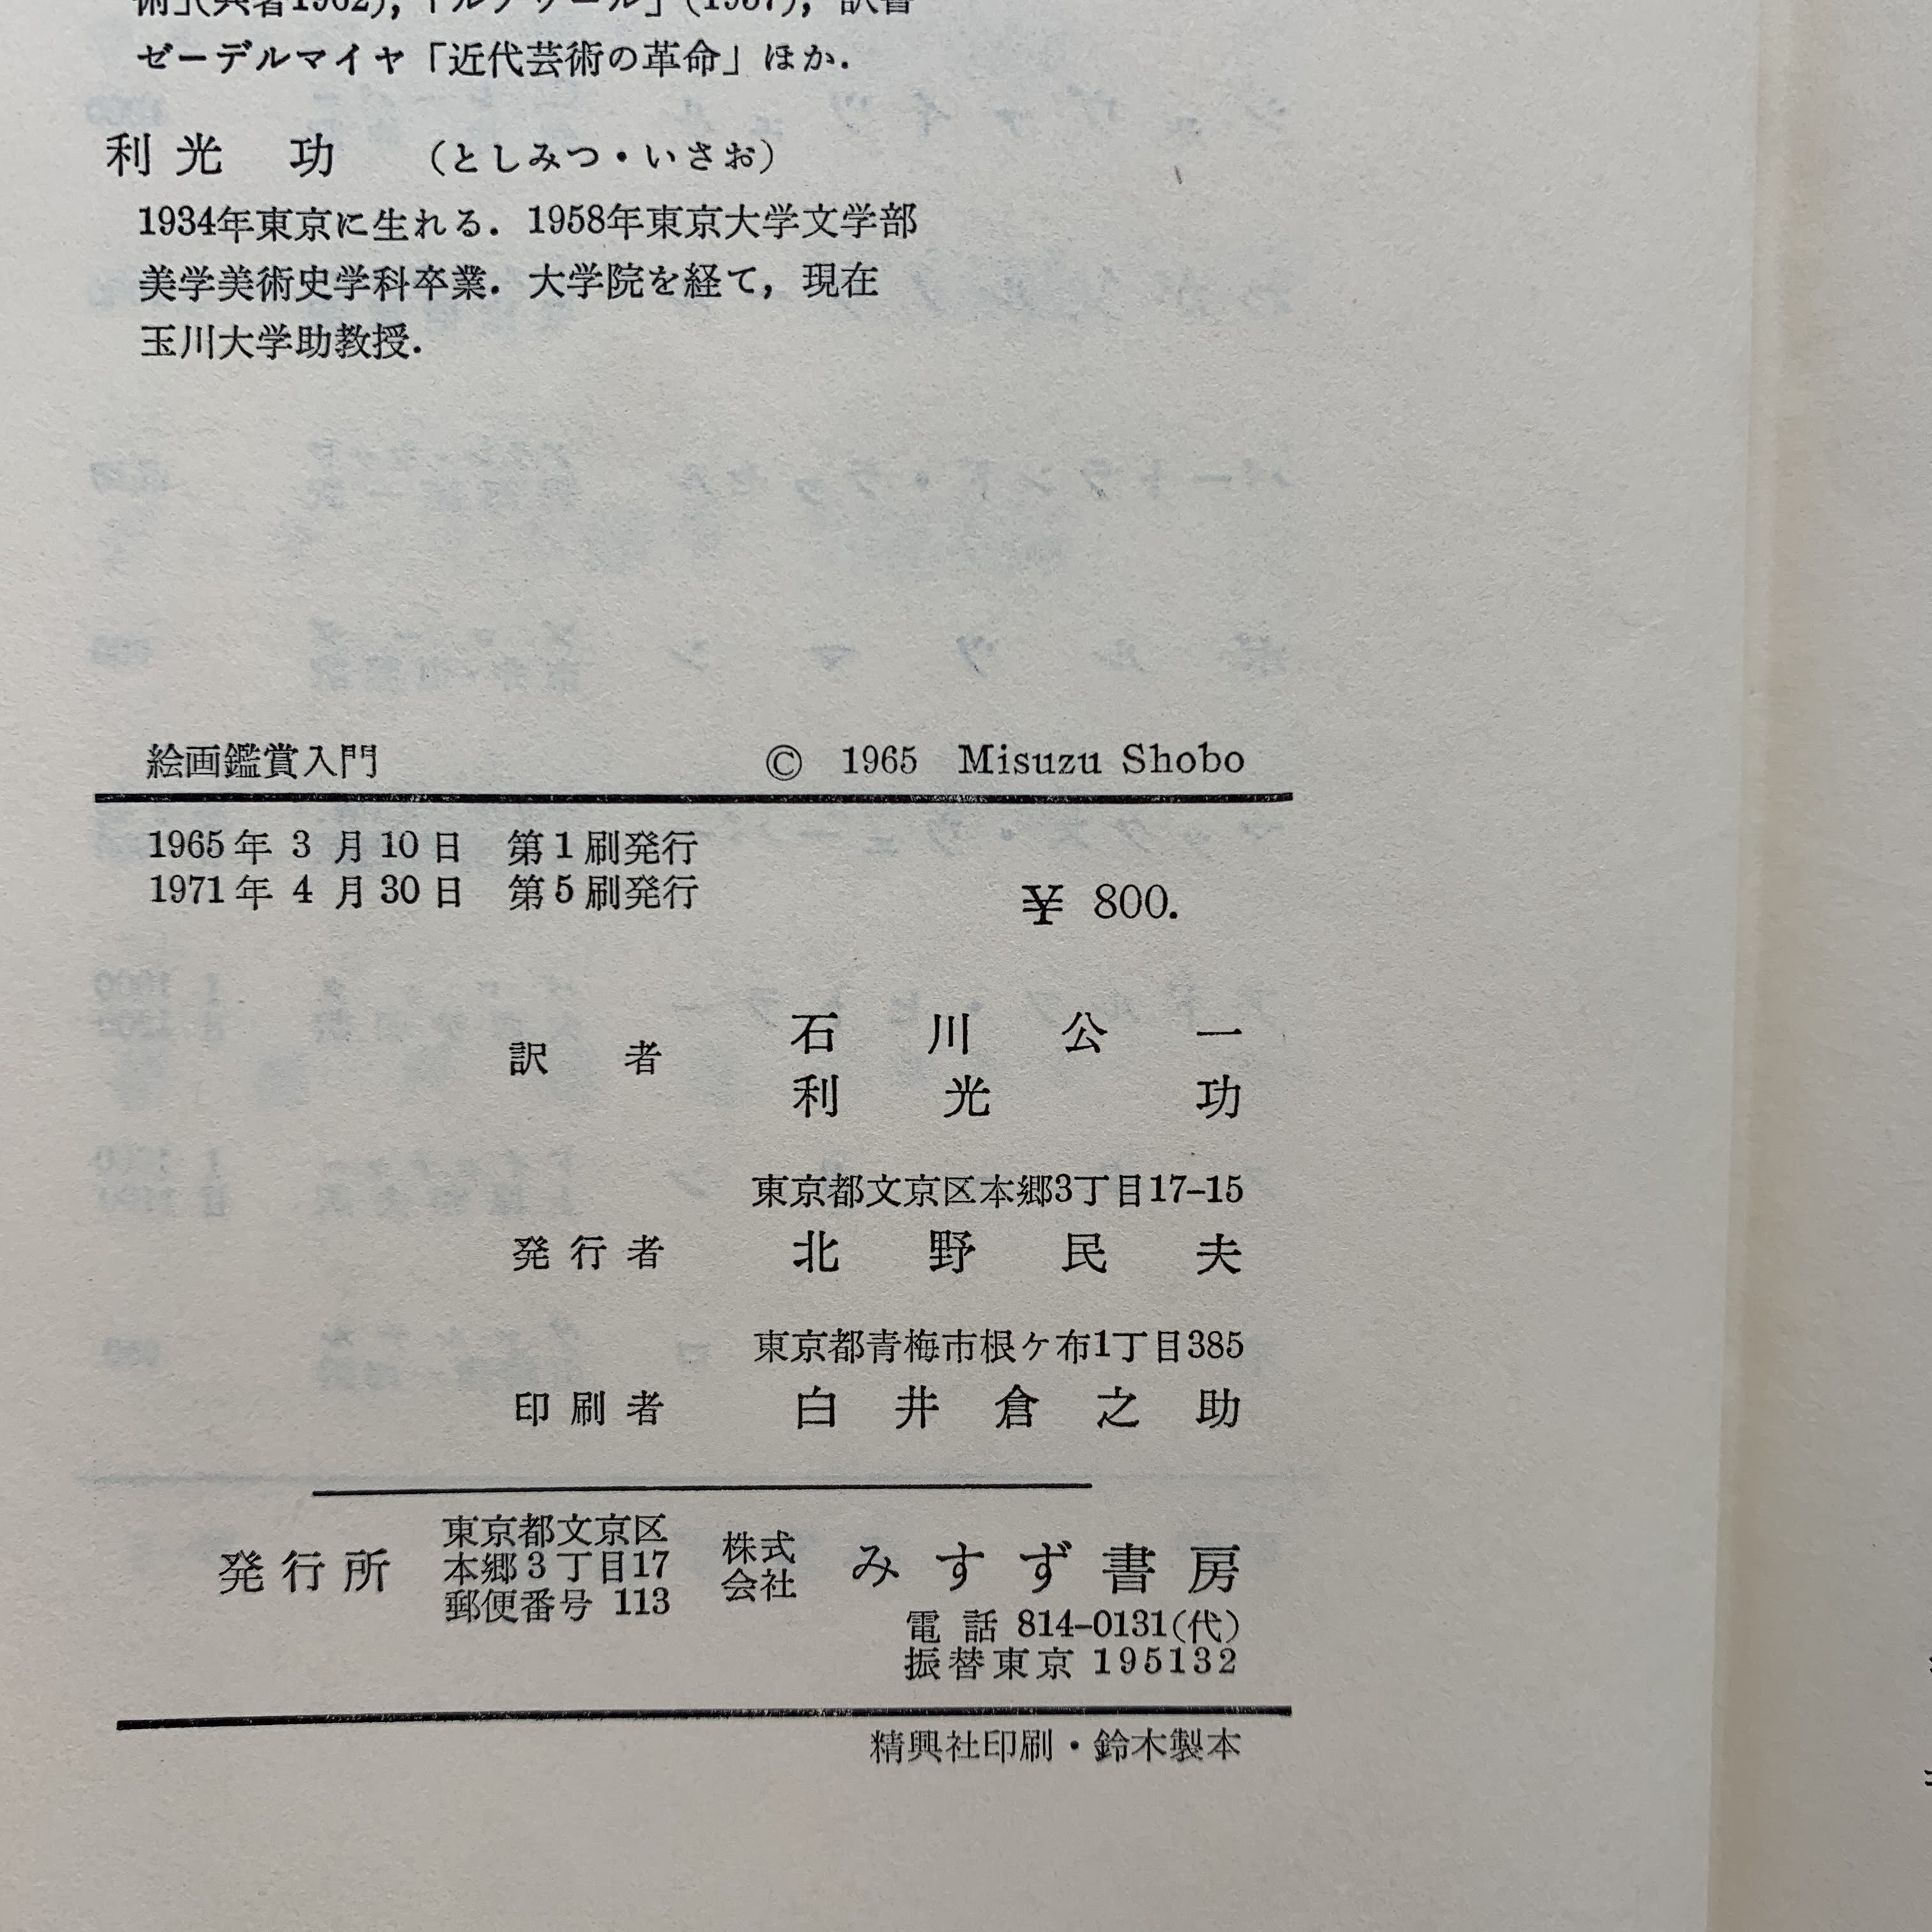 ゼーデルマイヤ「近代芸術の革命」ほか.
利光 功 (としみつ・いさお)
1934年東京に生れる. 1958年東京大学文学部
美学美術史学科卒業. 大学院を経て, 現在
玉川大学助教授.
絵画鑑賞入門 © 1965 Misuzu Shobo
1965年 3 月 10 日 第1刷発行
1971年 4 月 30 日 第5刷発行
¥ 800.
訳 者 石川公一
利光 功
東京都文京区本郷3丁目17-15
発行者 北野民夫
東京都青梅市根ケ布1丁目385
印刷者 白井倉之助
発行所 東京都文京区
本郷3丁目17
郵便番号 113
株式
会社
みすず書房
電話 814-0131(代)
振替東京 195132
精興社印刷・鈴木製本